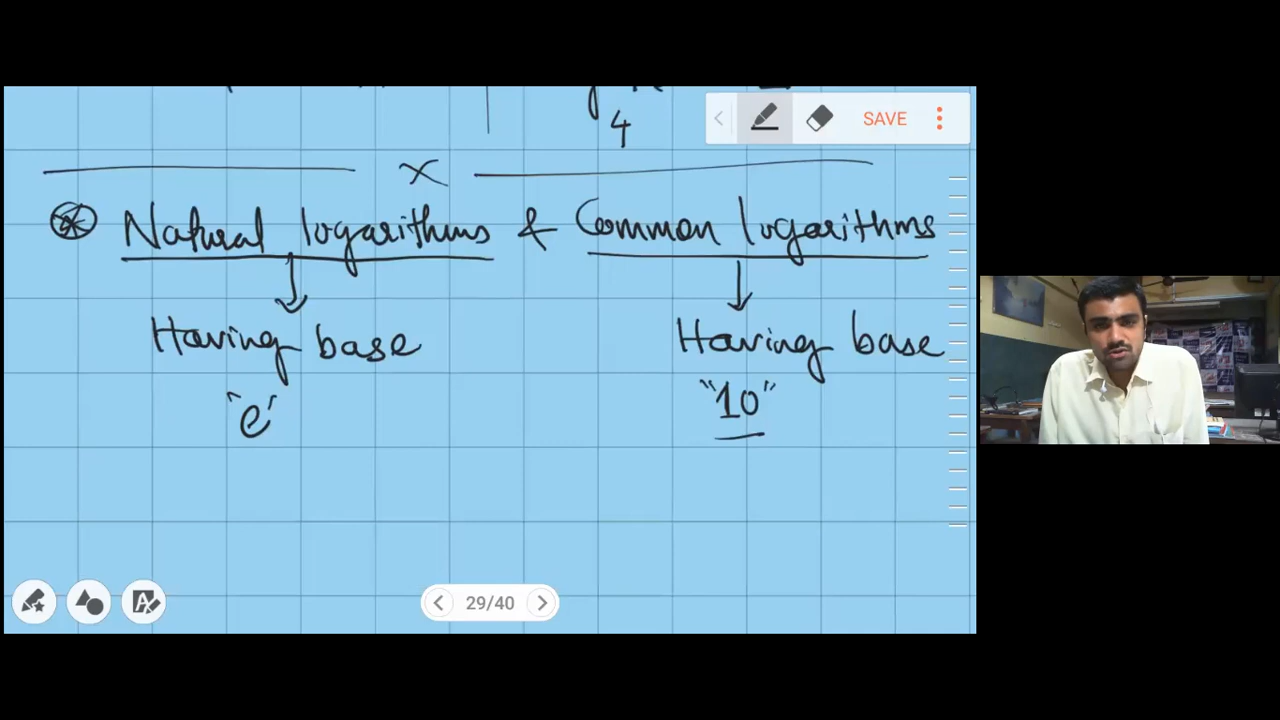 4
SAVE
x
Natural logarithms & Common logarithms
Having base Having base
"e" "10"
29/40